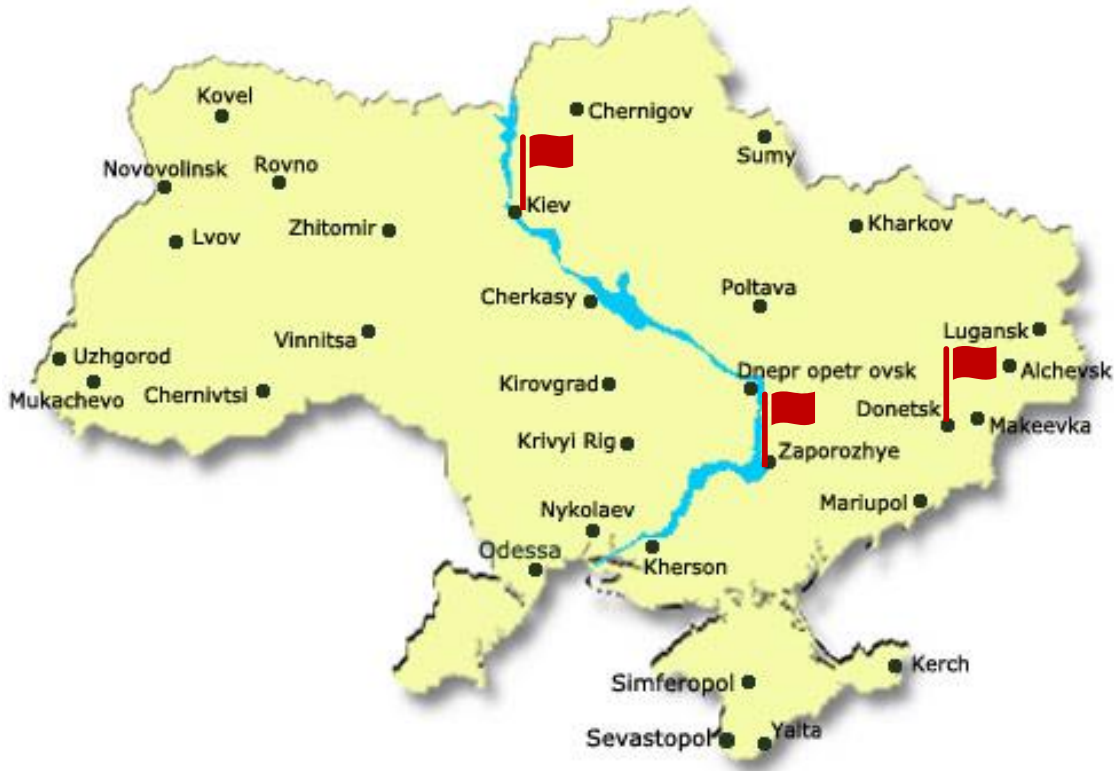 Kovel
Chernigov
Sumy
Novovolinsk
Rovno
Kiev
Kharkov
Lvov
Zhitomir
Cherkasy
Poltava
Vinnitsa
Lugansk
Uzhgorod
Alchevsk
Mukachevo
Chernivtsi
Kirovgrad
Dnepr opetr ovsk
Donetsk
Makeevka
Krivyi Rig
Zaporozhye
Mariupol
Nykolaev
Odessa
Kherson
Kerch
Simferopol
Sevastopol
Yalta